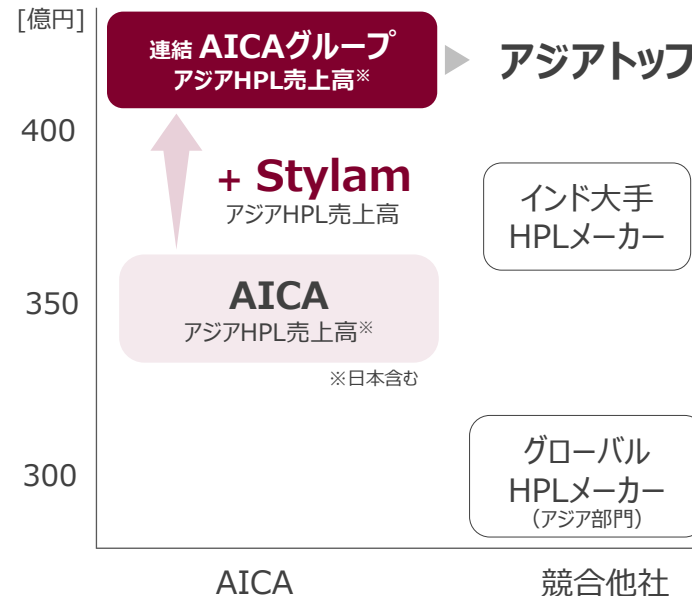 [億円]
連結 AICAグループ
アジアHPL売上高※
アジアトップ
400
+ Stylam
アジアHPL売上高
インド大手
HPLメーカー
350
AICA
アジアHPL売上高※
※日本含む
300
グローバル
HPLメーカー
（アジア部門）
AICA
競合他社